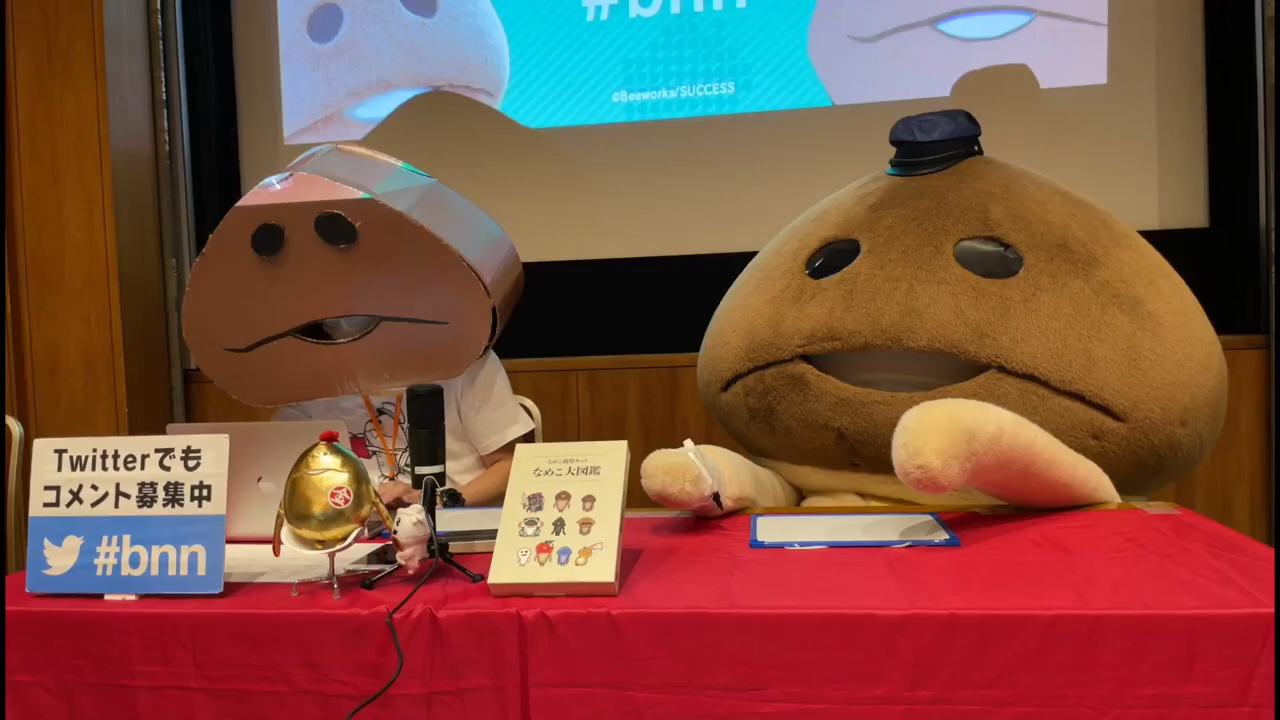 #bnn
©Beeworks/SUCCESS
Twitterでも
コメント募集中
#bnn
なめこ栽培キット
なめこ大図鑑